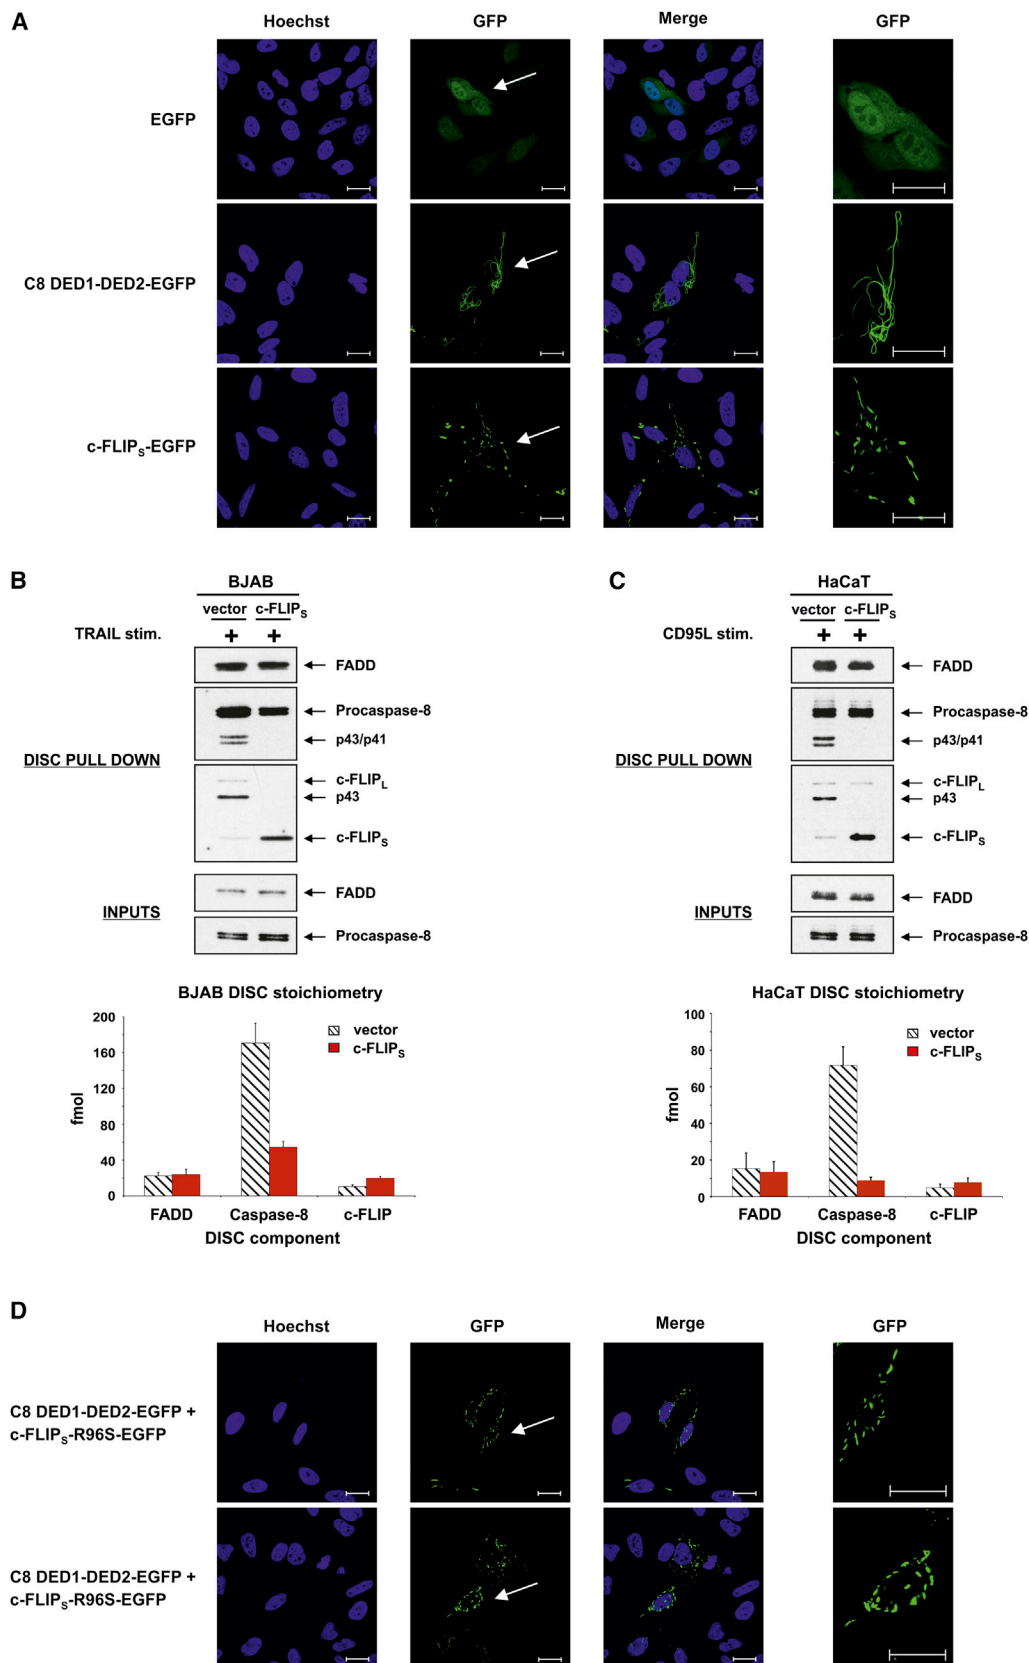 A
Hoechst GFP Merge GFP
EGFP
C8 DED1-DED2-EGFP
c-FLIPS-EGFP
B
BJAB
vector c-FLIPS
TRAIL stim. + +
FADD
Procaspase-8
p43/p41
DISC PULL DOWN
c-FLIPL
p43
c-FLIPS
FADD
INPUTS
Procaspase-8
BJAB DISC stoichiometry
200
160
120
80
40
0
fmol
vector
c-FLIPS
FADD Caspase-8 c-FLIP
DISC component
C
HaCaT
vector c-FLIPS
CD95L stim. + +
FADD
Procaspase-8
p43/p41
DISC PULL DOWN
c-FLIPL
p43
c-FLIPS
FADD
INPUTS
Procaspase-8
HaCaT DISC stoichiometry
100
80
60
40
20
0
fmol
vector
c-FLIPS
FADD Caspase-8 c-FLIP
DISC component
D
Hoechst GFP Merge GFP
C8 DED1-DED2-EGFP +
c-FLIPS-R96S-EGFP
C8 DED1-DED2-EGFP +
c-FLIPS-R96S-EGFP